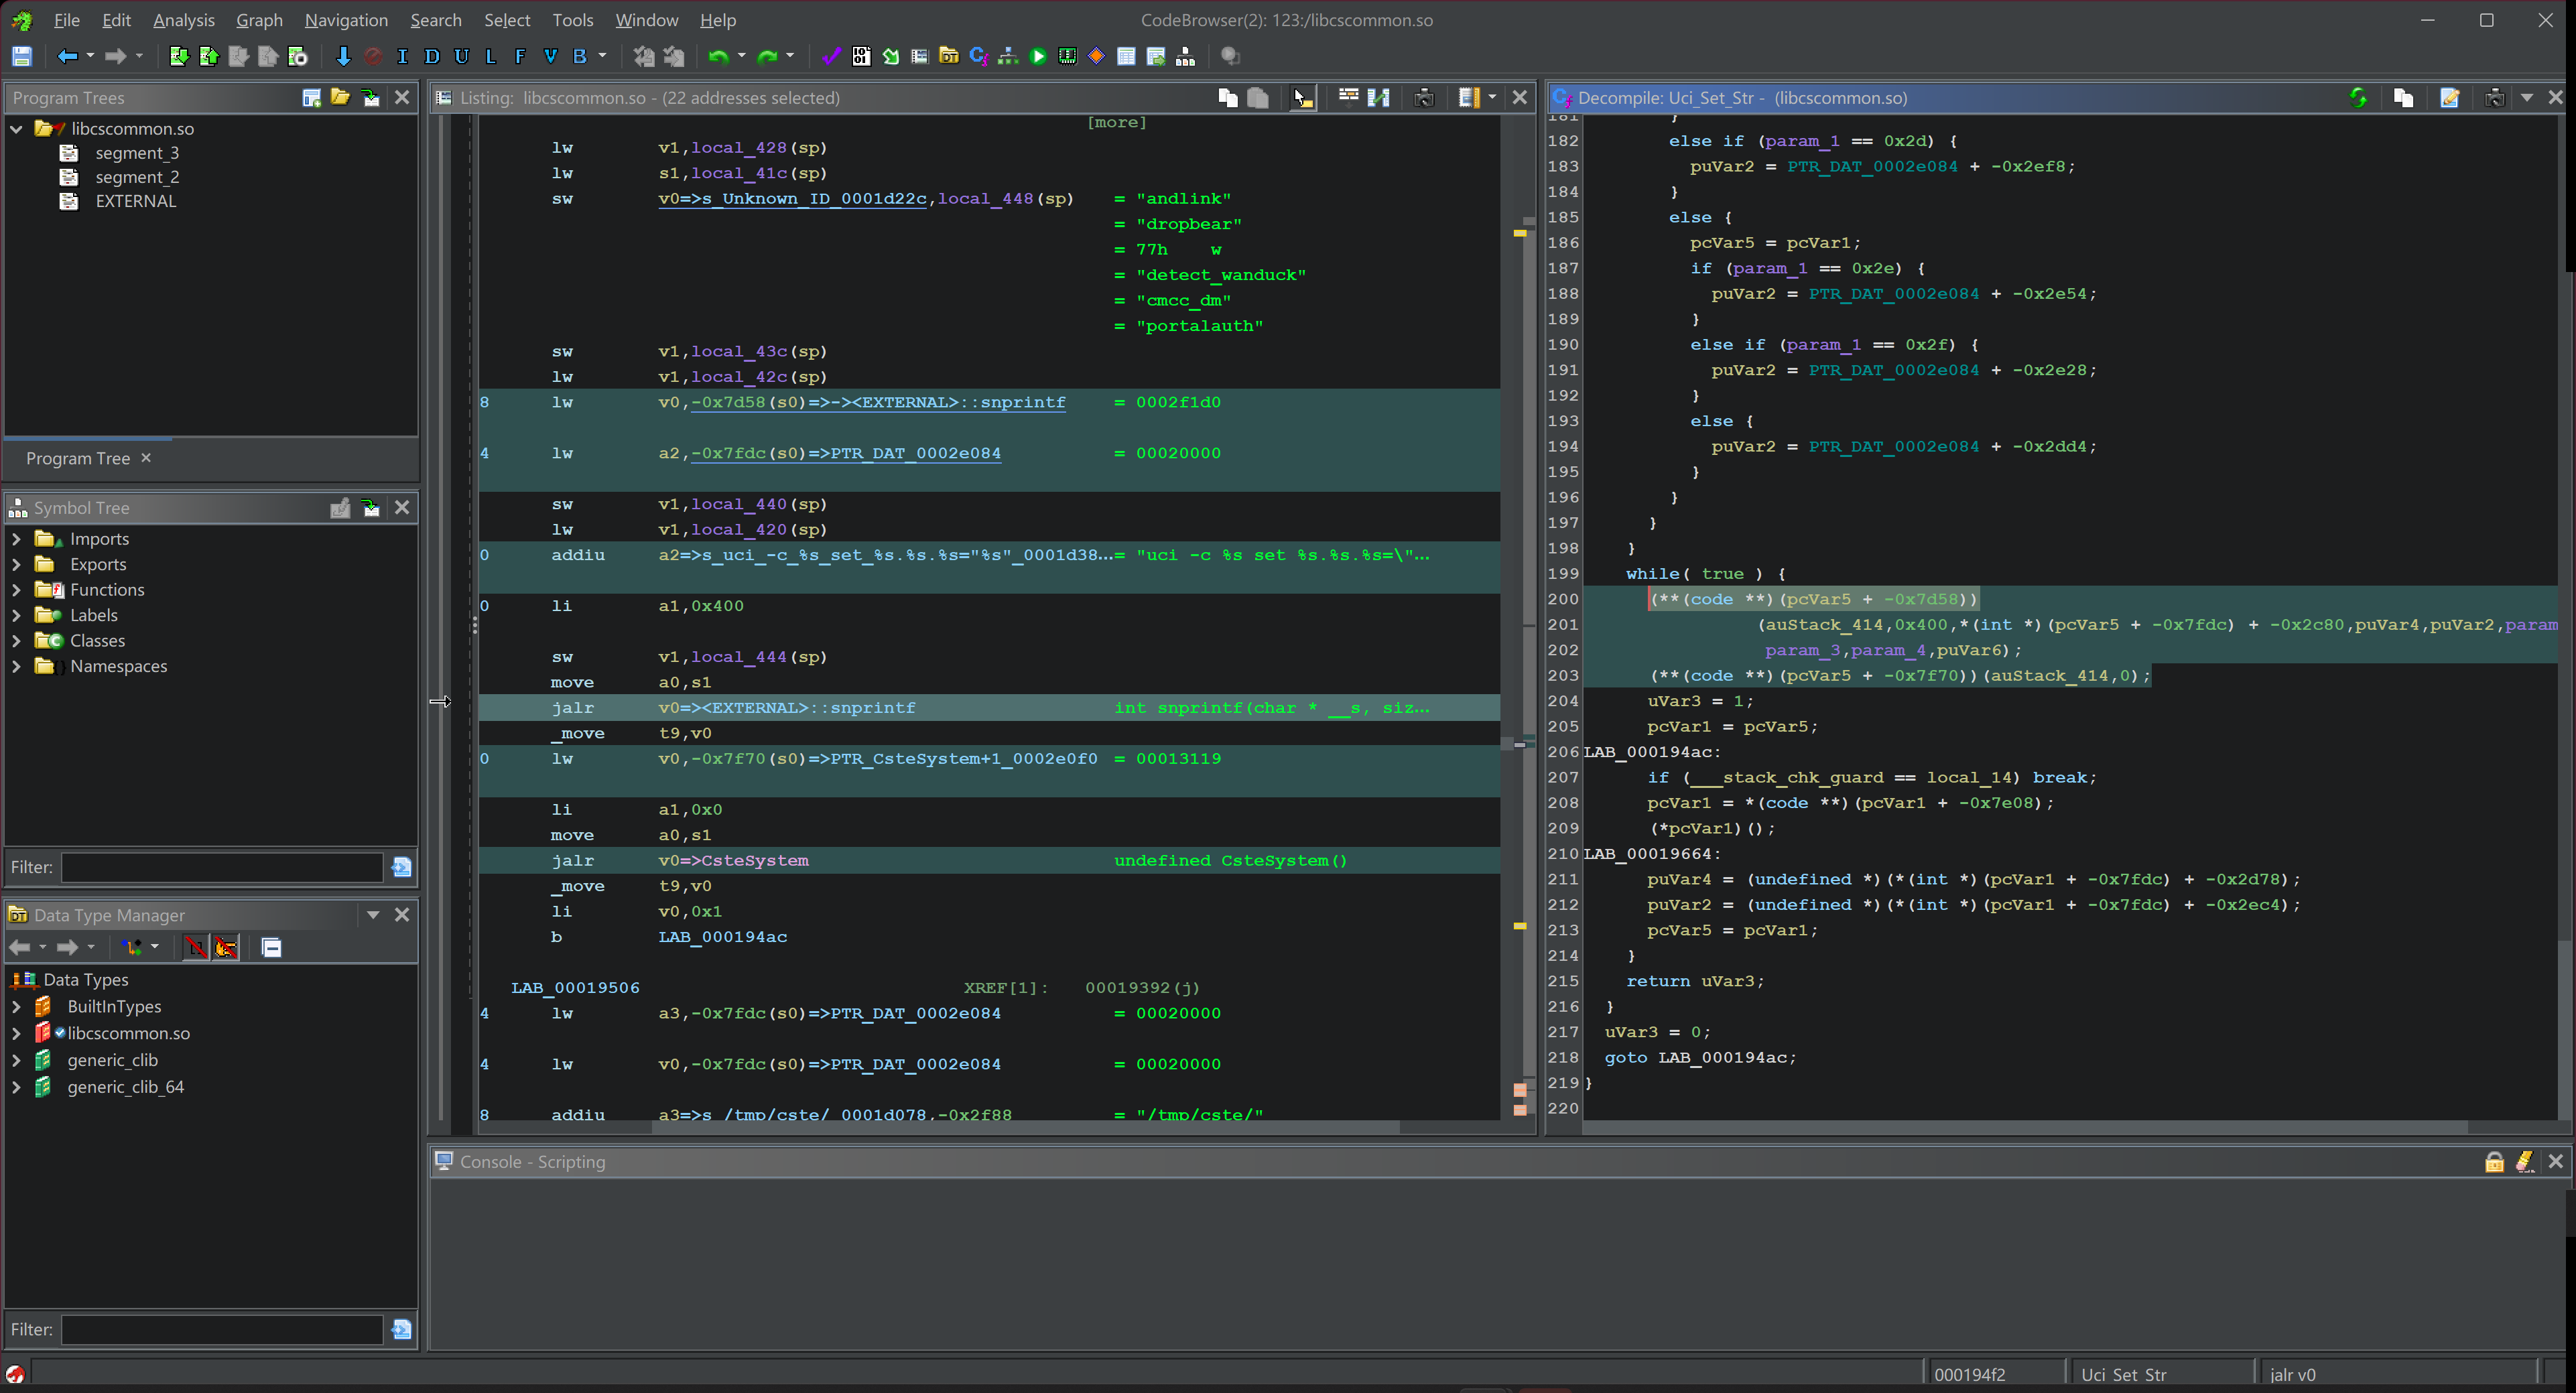 File Edit Analysis Graph Navigation Search Select Tools Window Help
CodeBrowser(2): 123:/libcscommon.so
I D U L F V B
Program Trees
libcscommon.so
segment_3
segment_2
EXTERNAL
Program Tree
Symbol Tree
Imports
Exports
Functions
Labels
Classes
Namespaces
Filter:
Data Type Manager
Data Types
BuiltInTypes
libcscommon.so
generic_clib
generic_clib_64
Filter:
Listing: libcscommon.so - (22 addresses selected)
[more]
lw v1,local_428(sp)
lw s1,local_41c(sp)
sw v0=>s_Unknown_ID_0001d22c,local_448(sp) = "andlink"
= "dropbear"
= 77h w
= "detect_wanduck"
= "cmcc_dm"
= "portalauth"
sw v1,local_43c(sp)
lw v1,local_42c(sp)
8 lw v0,-0x7d58(s0)=>-><EXTERNAL>::snprintf = 0002f1d0
4 lw a2,-0x7fdc(s0)=>PTR_DAT_0002e084 = 00020000
sw v1,local_440(sp)
lw v1,local_420(sp)
0 addiu a2=>s_uci_-c_%s_set_%s.%s.%s="%s"_0001d38...= "uci -c %s set %s.%s.%s=\"...
0 li a1,0x400
sw v1,local_444(sp)
move a0,s1
jalr v0=><EXTERNAL>::snprintf int snprintf(char * __s, siz...
_move t9,v0
0 lw v0,-0x7f70(s0)=>PTR_CsteSystem+1_0002e0f0 = 00013119
li a1,0x0
move a0,s1
jalr v0=>CsteSystem undefined CsteSystem()
_move t9,v0
li v0,0x1
b LAB_000194ac
LAB_00019506 XREF[1]: 00019392(j)
4 lw a3,-0x7fdc(s0)=>PTR_DAT_0002e084 = 00020000
4 lw v0,-0x7fdc(s0)=>PTR_DAT_0002e084 = 00020000
8 addiu a3=>s_/tmp/cste/_0001d078,-0x2f88 = "/tmp/cste/"
Decompile: Uci_Set_Str - (libcscommon.so)
181 }
182 else if (param_1 == 0x2d) {
183 puVar2 = PTR_DAT_0002e084 + -0x2ef8;
184 }
185 else {
186 pcVar5 = pcVar1;
187 if (param_1 == 0x2e) {
188 puVar2 = PTR_DAT_0002e084 + -0x2e54;
189 }
190 else if (param_1 == 0x2f) {
191 puVar2 = PTR_DAT_0002e084 + -0x2e28;
192 }
193 else {
194 puVar2 = PTR_DAT_0002e084 + -0x2dd4;
195 }
196 }
197 }
198 }
199 while( true ) {
200 (**(code **)(pcVar5 + -0x7d58))
201 (auStack_414,0x400,*(int *)(pcVar5 + -0x7fdc) + -0x2c80,puVar4,puVar2,param
202 param_3,param_4,puVar6);
203 (**(code **)(pcVar5 + -0x7f70))(auStack_414,0);
204 uVar3 = 1;
205 pcVar1 = pcVar5;
206 LAB_000194ac:
207 if (___stack_chk_guard == local_14) break;
208 pcVar1 = *(code **)(pcVar1 + -0x7e08);
209 (*pcVar1)();
210 LAB_00019664:
211 puVar4 = (undefined *)(*(int *)(pcVar1 + -0x7fdc) + -0x2d78);
212 puVar2 = (undefined *)(*(int *)(pcVar1 + -0x7fdc) + -0x2ec4);
213 pcVar5 = pcVar1;
214 }
215 return uVar3;
216 }
217 uVar3 = 0;
218 goto LAB_000194ac;
219 }
220
Console - Scripting
000194f2 Uci_Set_Str jalr v0